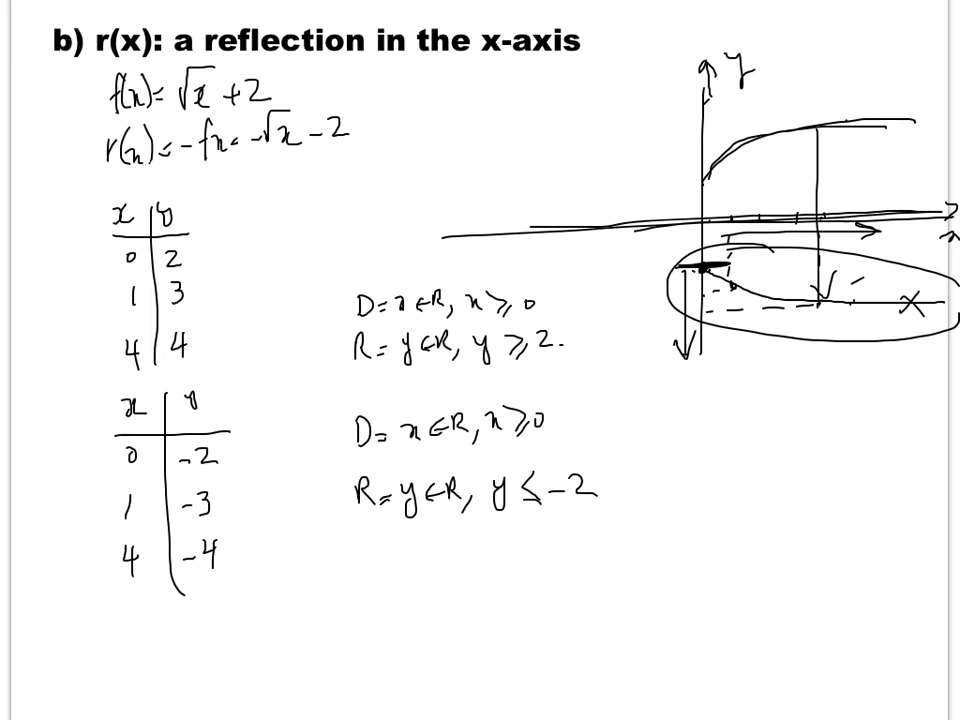 b) r(x): a reflection in the x-axis
f(x)= √x +2
r(x)= -fx= -√x -2
x | y
0 | 2
1 | 3
4 | 4
D= x ∈ R, x ⩾ 0
R= y ∈ R, y ⩾ 2.
x | y
0 | -2
1 | -3
4 | -4
D= x ∈ R, x ⩾ 0
R= y ∈ R, y ≤ -2
y
x